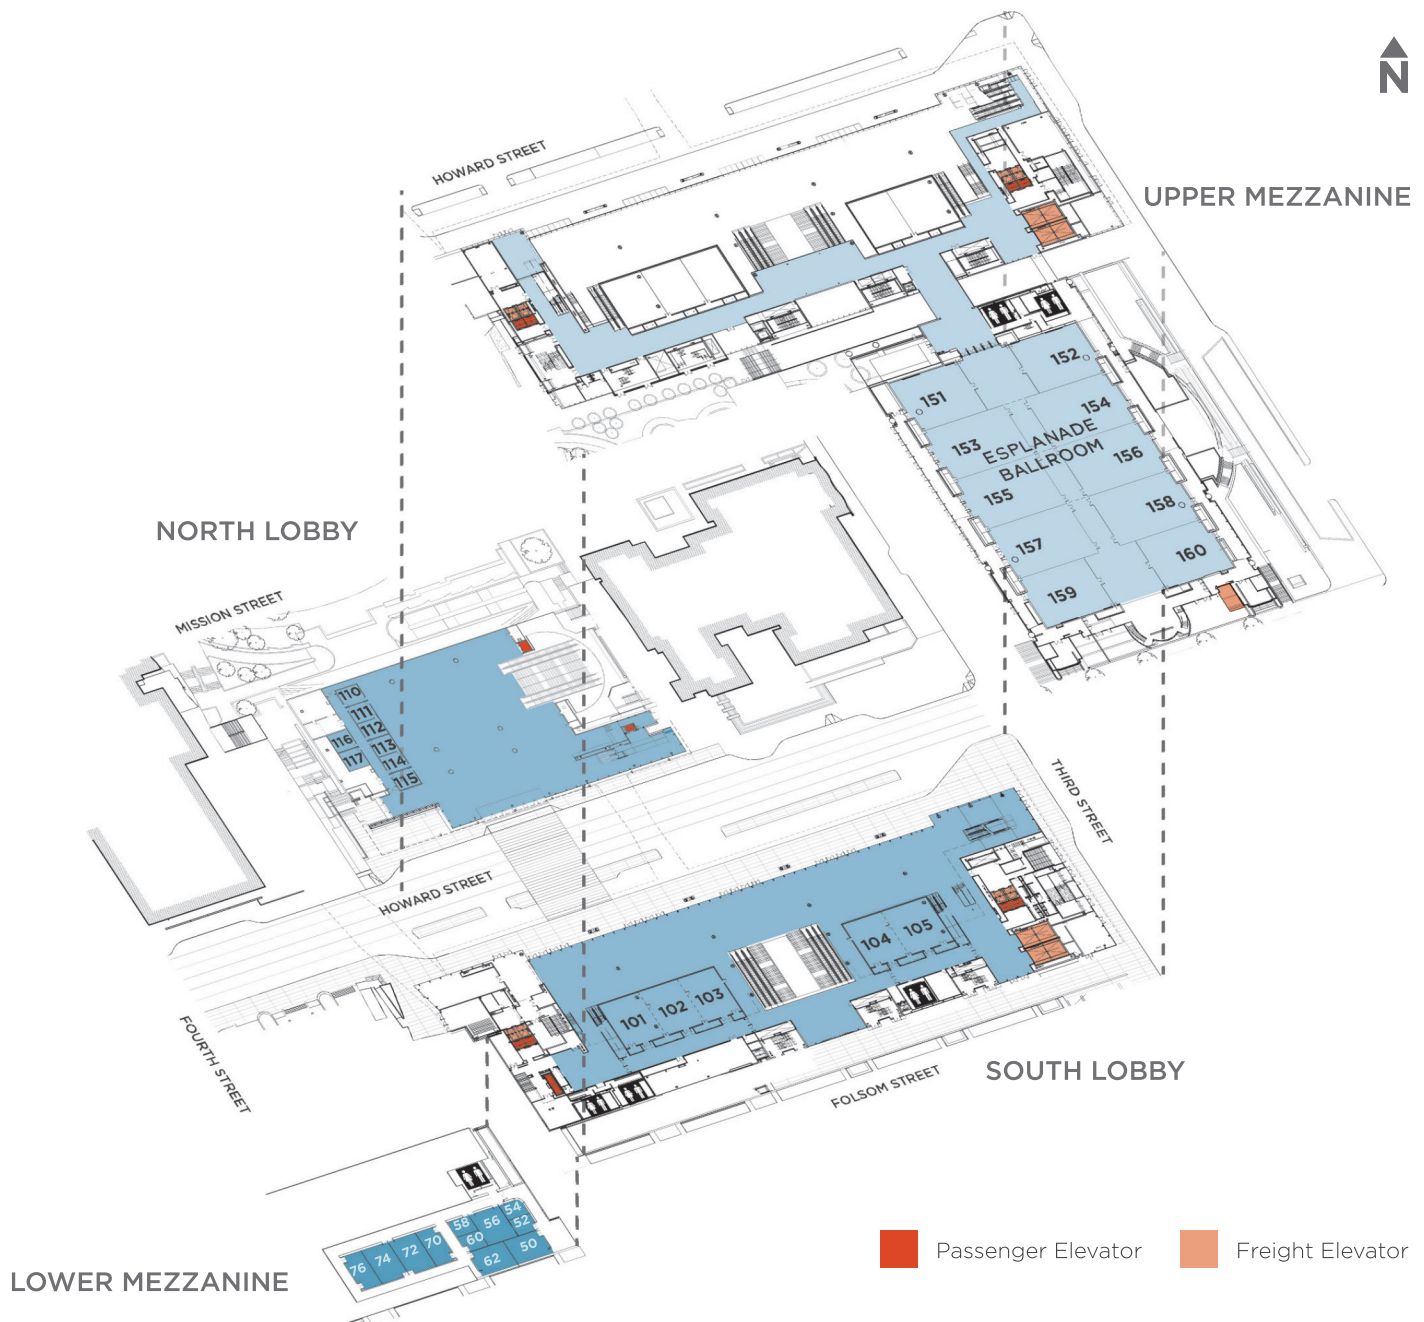 N
HOWARD STREET
UPPER MEZZANINE
152
151
154
153
ESPLANADE
BALLROOM
156
155
158
157
160
159
NORTH LOBBY
MISSION STREET
110
111
112
116
113
117
114
115
THIRD STREET
HOWARD STREET
105
104
103
102
101
FOURTH STREET
SOUTH LOBBY
FOLSOM STREET
54
58
56
52
60
70
50
72
74
62
76
LOWER MEZZANINE
Passenger Elevator
Freight Elevator